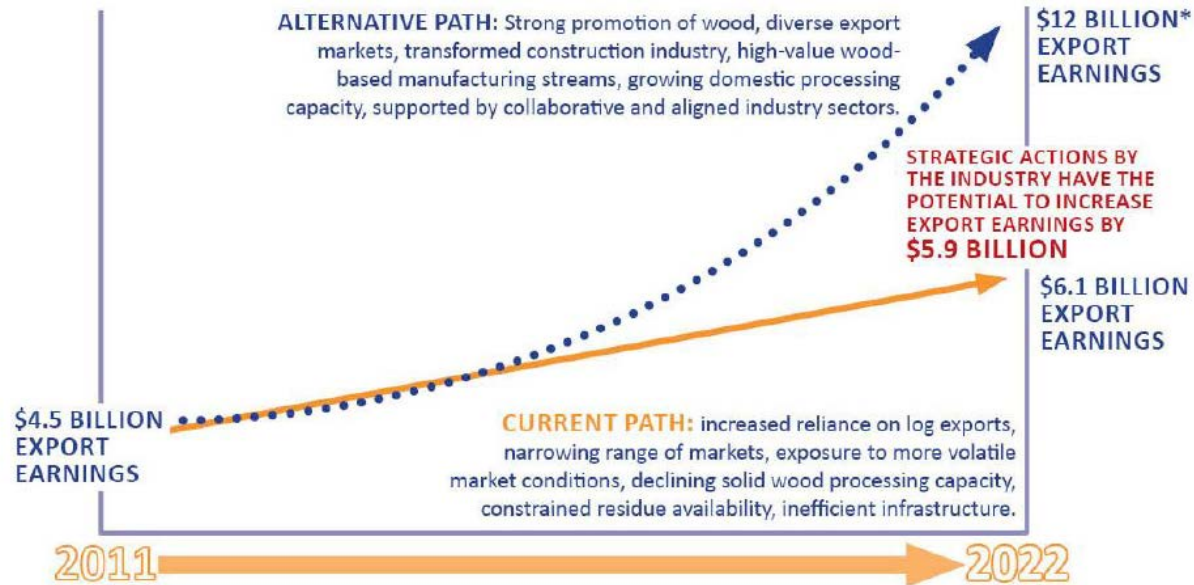 ALTERNATIVE PATH: Strong promotion of wood, diverse export
markets, transformed construction industry, high-value wood-
based manufacturing streams, growing domestic processing
capacity, supported by collaborative and aligned industry sectors.
$12 BILLION*
EXPORT
EARNINGS
STRATEGIC ACTIONS BY
THE INDUSTRY HAVE THE
POTENTIAL TO INCREASE
EXPORT EARNINGS BY
$5.9 BILLION
$6.1 BILLION
EXPORT
EARNINGS
$4.5 BILLION
EXPORT
EARNINGS
CURRENT PATH: increased reliance on log exports,
narrowing range of markets, exposure to more volatile
market conditions, declining solid wood processing capacity,
constrained residue availability, inefficient infrastructure.
2011
2022